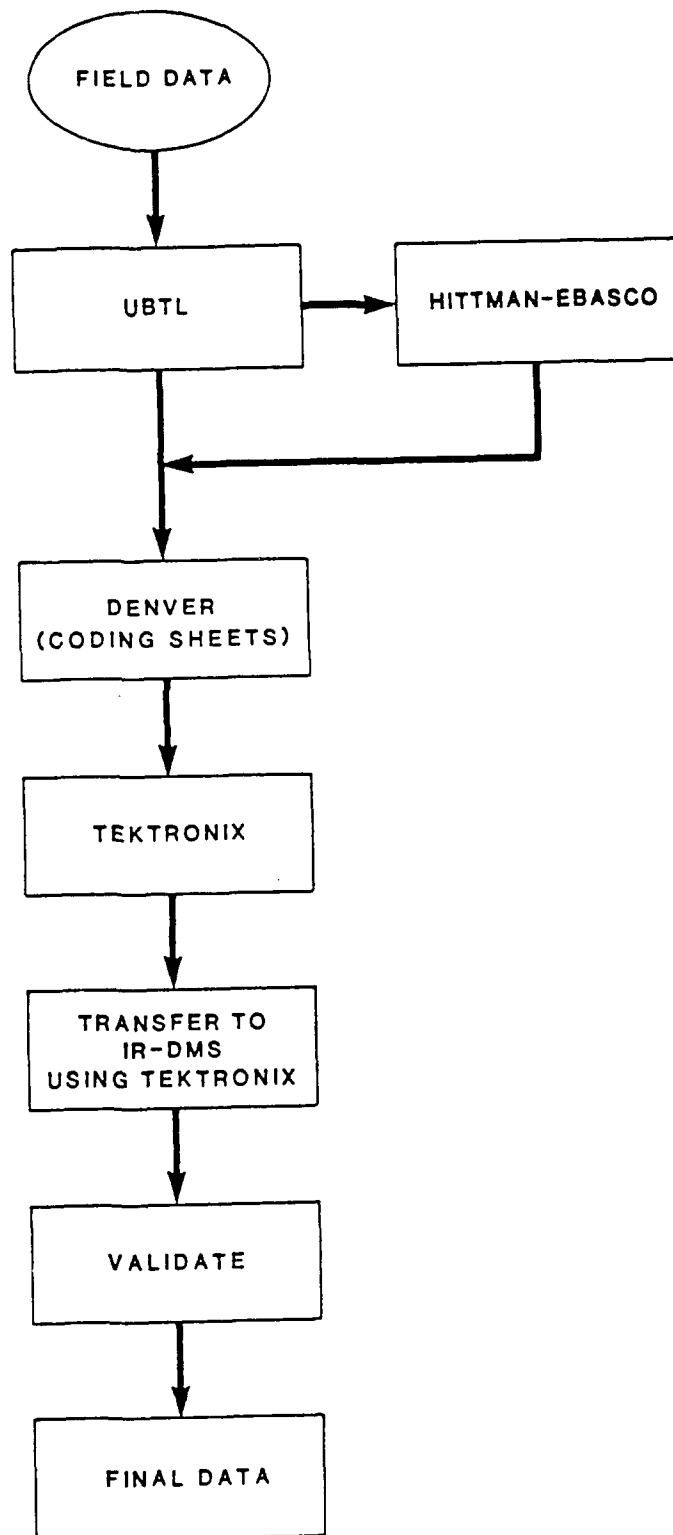 FIELD DATA
UBTL
HITTMAN-EBASCO
DENVER
(CODING SHEETS)
TEKTRONIX
TRANSFER TO
IR-DMS
USING TEKTRONIX
VALIDATE
FINAL DATA